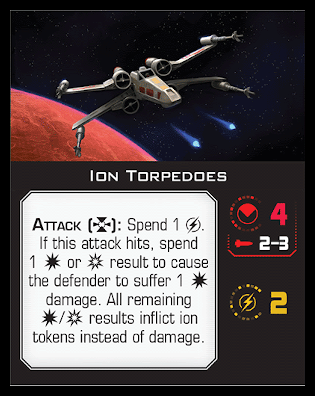 Ion Torpedoes
Attack ( ): Spend 1 .
If this attack hits, spend
1 or result to cause
the defender to suffer 1
damage. All remaining
/ results inflict ion
tokens instead of damage.
4
2–3
2